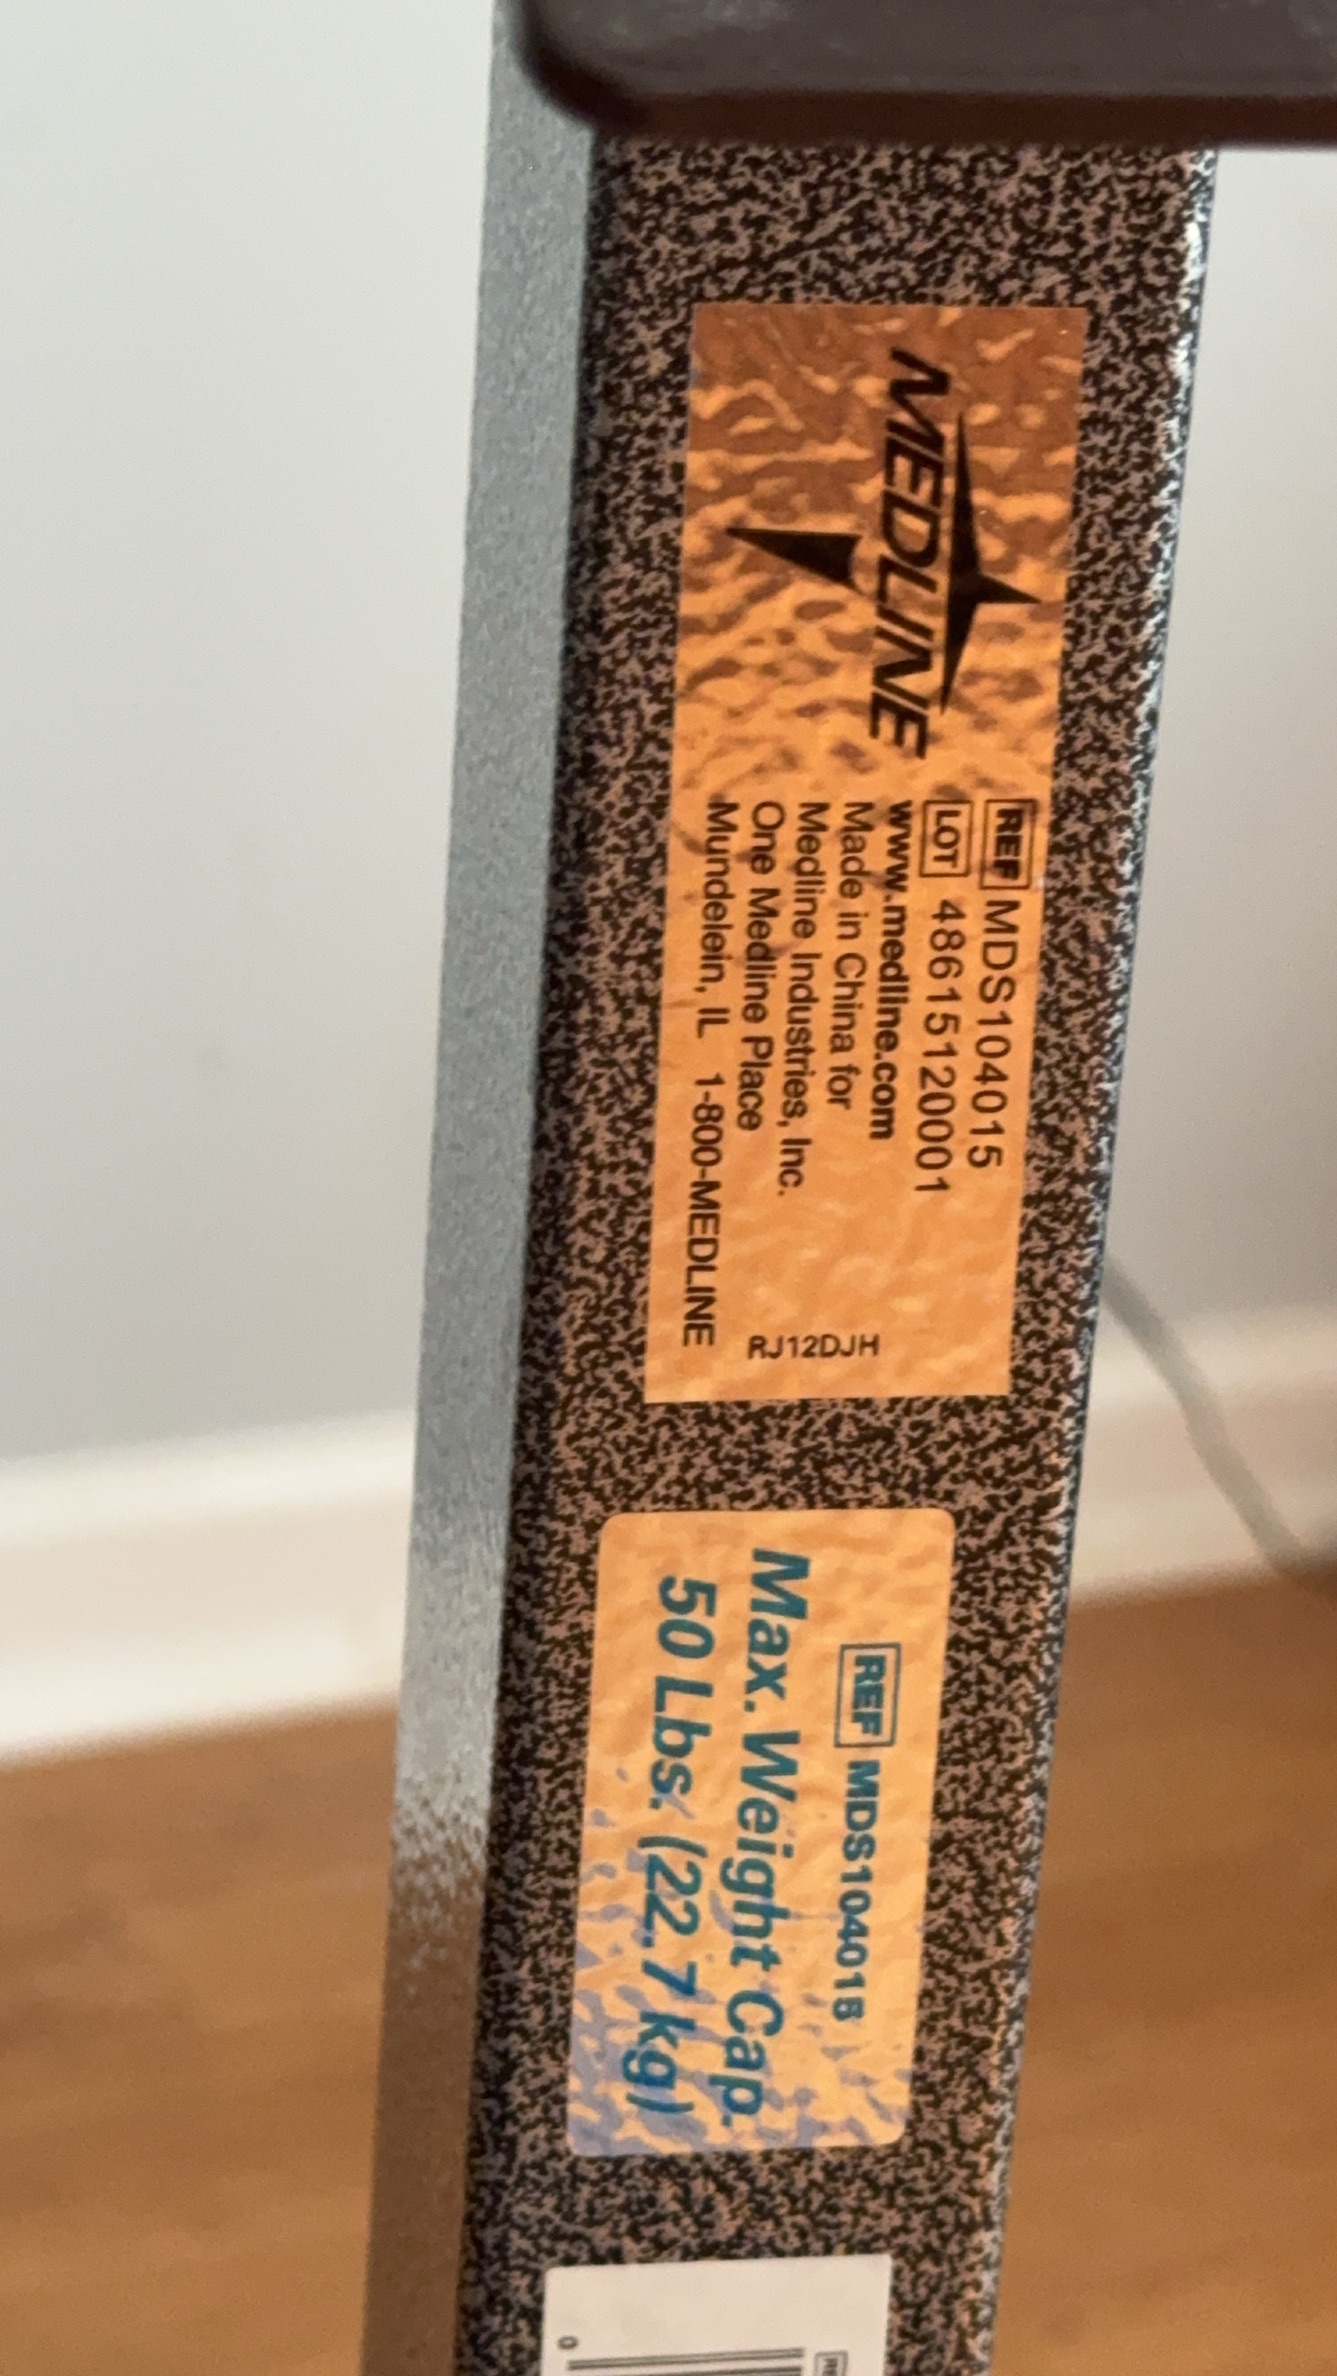 MEDLINE
REF MDS104015
LOT 48615120001
www.medline.com
Made in China for
Medline Industries, Inc.
One Medline Place
Mundelein, IL 1-800-MEDLINE
RJ12DJH
REF MDS104015
Max. Weight Cap.
50 Lbs. (22.7 kg)
0